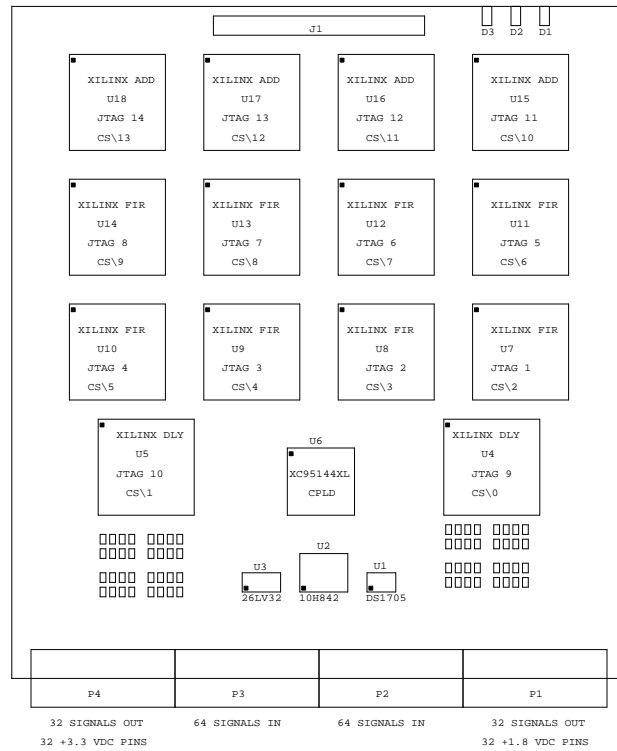 J1
D3 D2 D1
XILINX ADD
U18
JTAG 14
CS\13
XILINX ADD
U17
JTAG 13
CS\12
XILINX ADD
U16
JTAG 12
CS\11
XILINX ADD
U15
JTAG 11
CS\10
XILINX FIR
U14
JTAG 8
CS\9
XILINX FIR
U13
JTAG 7
CS\8
XILINX FIR
U12
JTAG 6
CS\7
XILINX FIR
U11
JTAG 5
CS\6
XILINX FIR
U10
JTAG 4
CS\5
XILINX FIR
U9
JTAG 3
CS\4
XILINX FIR
U8
JTAG 2
CS\3
XILINX FIR
U7
JTAG 1
CS\2
XILINX DLY
U5
JTAG 10
CS\1
U6
XC95144XL
CPLD
XILINX DLY
U4
JTAG 9
CS\0
U3
26LV32
U2
10H842
U1
DS1705
P4
32 SIGNALS OUT
32 +3.3 VDC PINS
P3
64 SIGNALS IN
P2
64 SIGNALS IN
P1
32 SIGNALS OUT
32 +1.8 VDC PINS